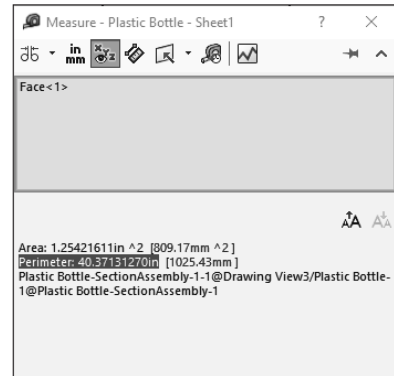 Measure - Plastic Bottle - Sheet1 ?
in
mm
Face<1>
Area: 1.25421611in ^2 [809.17mm ^2 ]
Perimeter: 40.37131270in [1025.43mm ]
Plastic Bottle-SectionAssembly-1-1@Drawing View3/Plastic Bottle-
1@Plastic Bottle-SectionAssembly-1